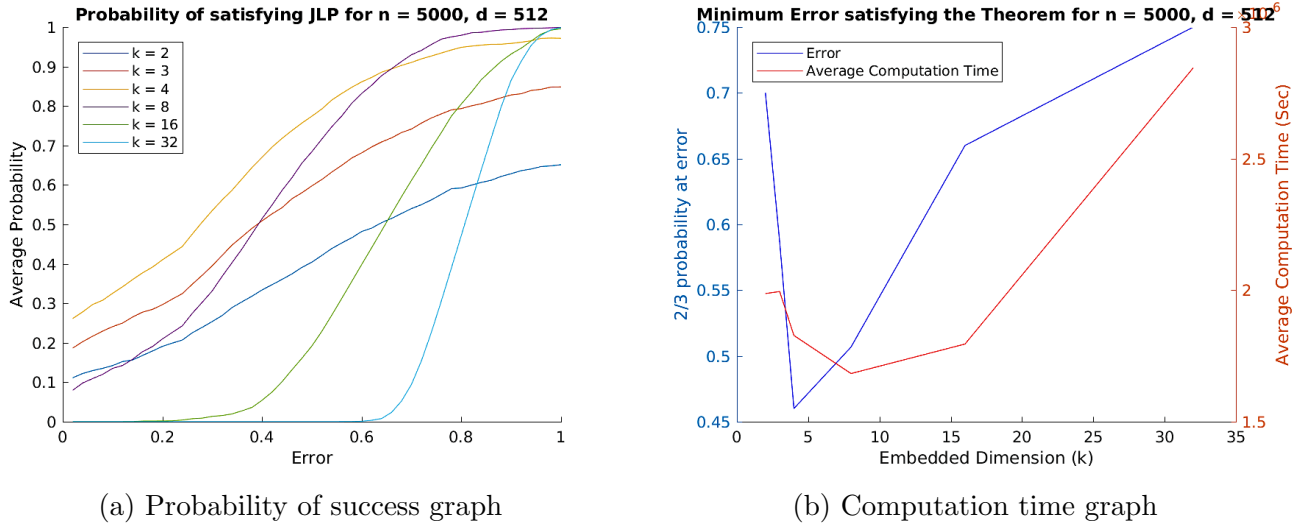 Probability of satisfying JLP for n = 5000, d = 512
1
0.9
0.8
0.7
0.6
0.5
0.4
0.3
0.2
0.1
0
Average Probability
k = 2
k = 3
k = 4
k = 8
k = 16
k = 32
0 0.2 0.4 0.6 0.8 1
Error
(a) Probability of success graph
Minimum Error satisfying the Theorem for n = 5000, d = 512
0.75
0.7
0.65
0.6
0.55
0.5
0.45
2/3 probability at error
Error
Average Computation Time
3
2.5
2
1.5
Average Computation Time (Sec)
0 5 10 15 20 25 30 35
Embedded Dimension (k)
(b) Computation time graph